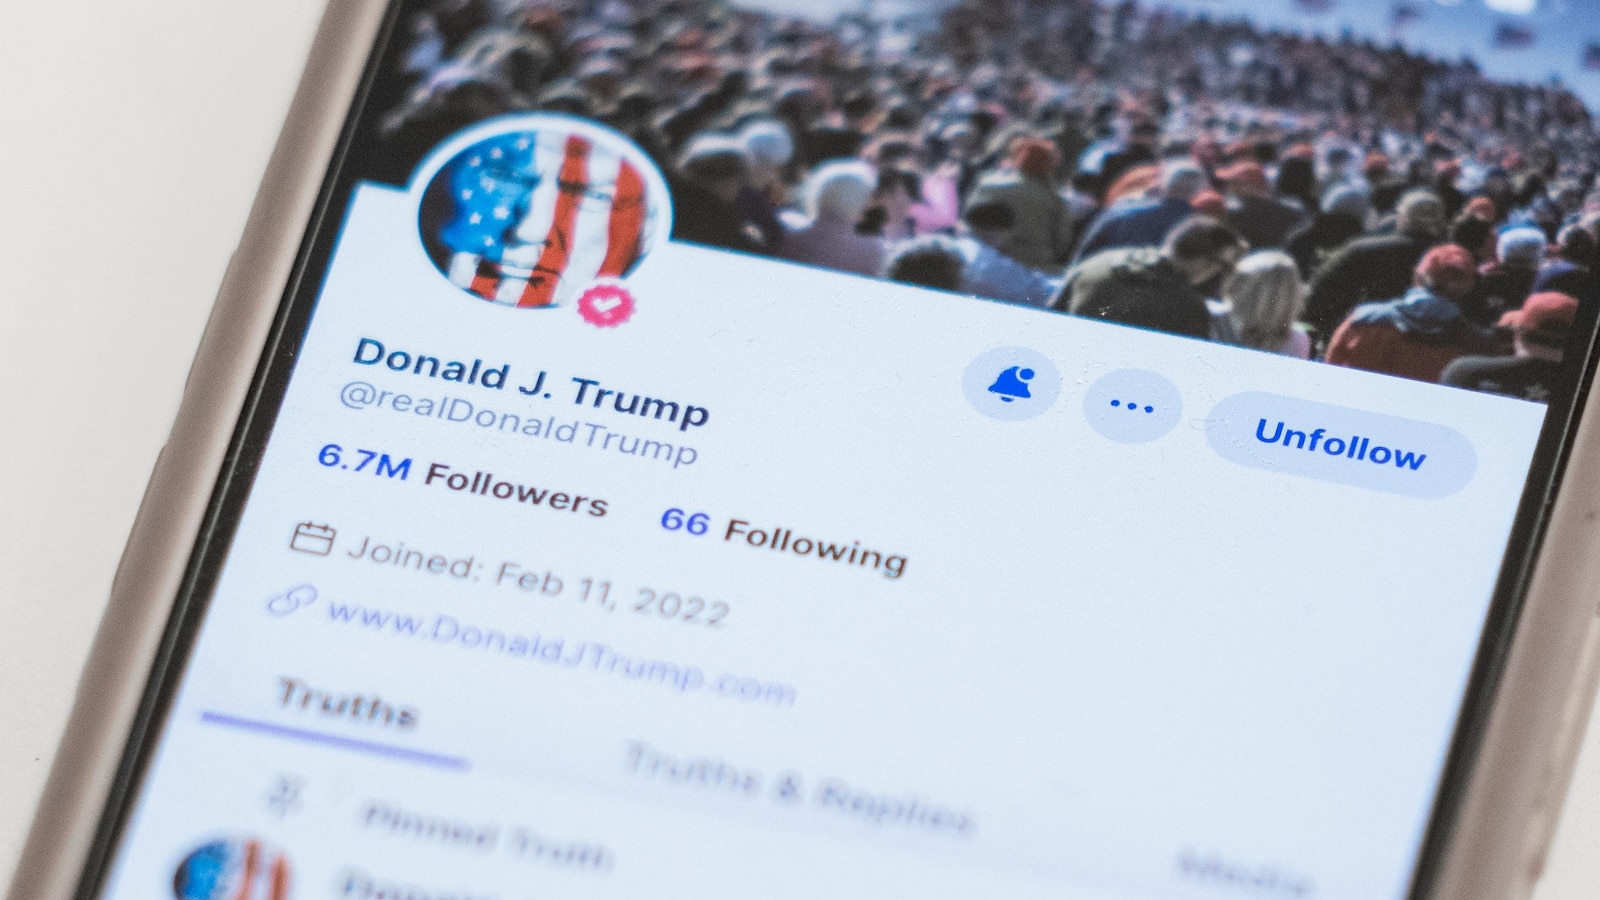 Donald J. Trump
@realDonaldTrump
Unfollow
6.7M Followers 66 Following
Joined: Feb 11, 2022
www.DonaldJTrump.com
Truths Truths & Replies Media
Pinned Truth